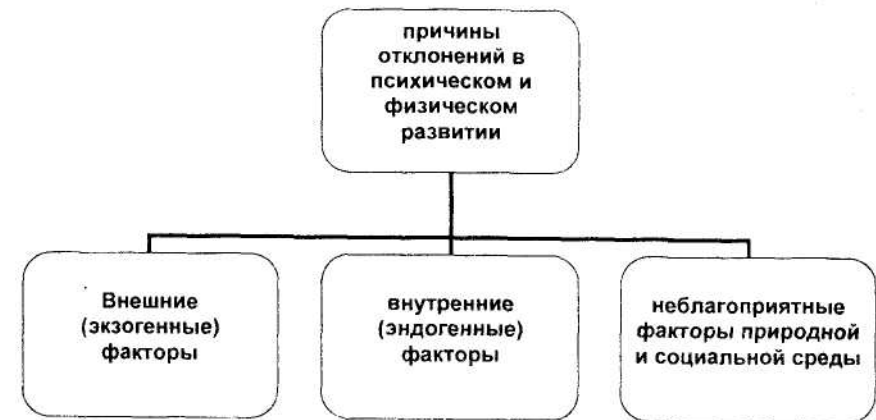 причины
отклонений в
психическом и
физическом
развитии
Внешние
(экзогенные)
факторы
внутренние
(эндогенные)
факторы
неблагоприятные
факторы природной
и социальной среды